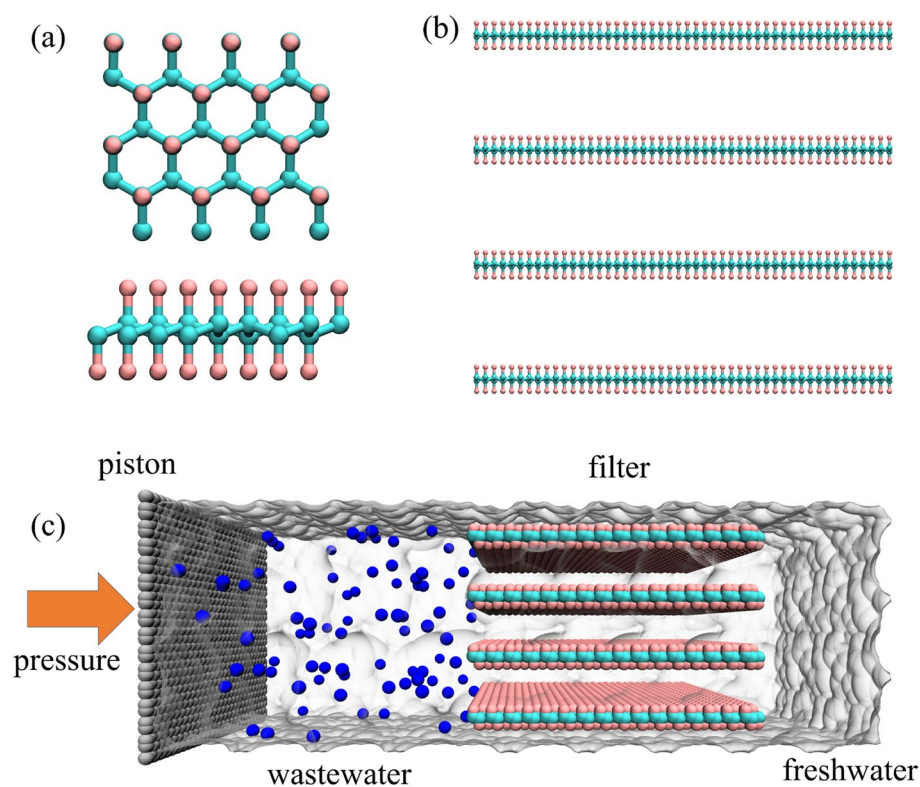 (a)
(b)
piston
filter
(c)
pressure
wastewater
freshwater